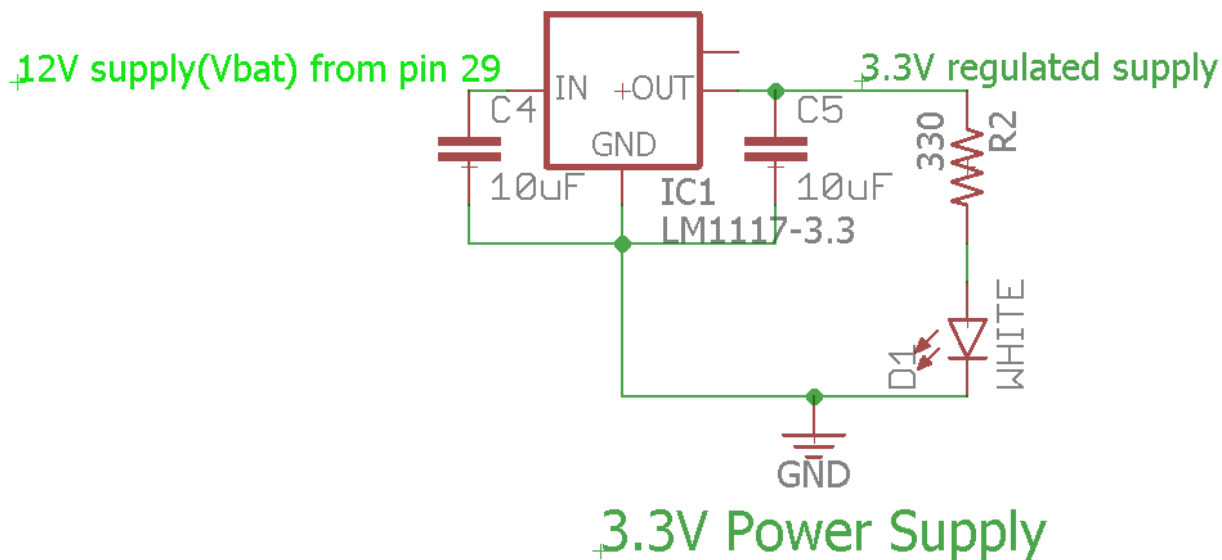 12V supply(Vbat) from pin 29
3.3V regulated supply
IN
OUT
GND
C4
10uF
C5
10uF
IC1
LM1117-3.3
330
R2
D1
WHITE
GND
3.3V Power Supply